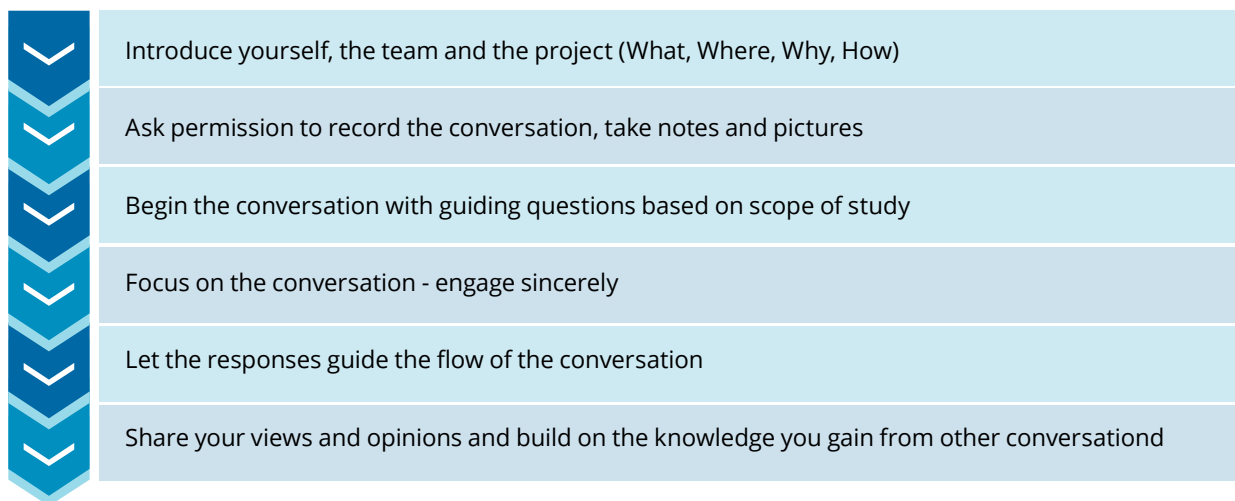 Introduce yourself, the team and the project (What, Where, Why, How)
Ask permission to record the conversation, take notes and pictures
Begin the conversation with guiding questions based on scope of study
Focus on the conversation - engage sincerely
Let the responses guide the flow of the conversation
Share your views and opinions and build on the knowledge you gain from other conversationd